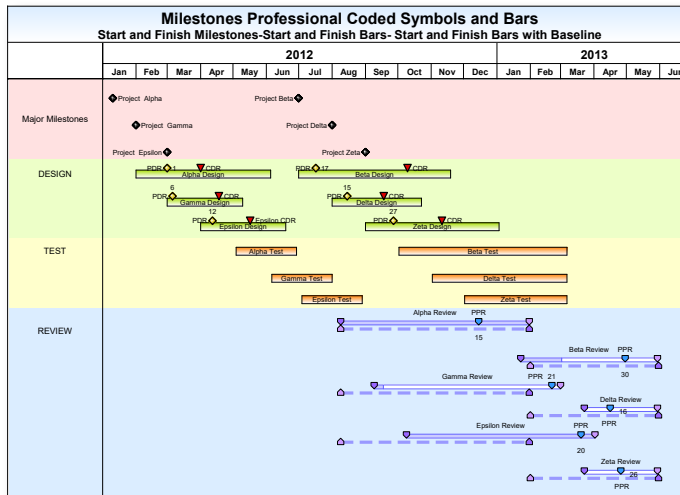 Milestones Professional Coded Symbols and Bars
Start and Finish Milestones-Start and Finish Bars- Start and Finish Bars with Baseline
2012 2013
Jan Feb Mar Apr May Jun Jul Aug Sep Oct Nov Dec Jan Feb Mar Apr May Jun
Project Alpha Project Beta
Major Milestones
Project Gamma Project Delta
Project Epsilon Project Zeta
DESIGN PDR 1 CDR PDR 17 CDR
Alpha Design Beta Design
6 15
PDR CDR PDR CDR
Gamma Design Delta Design
12 27
PDR Epsilon CDR PDR CDR
Epsilon Design Zeta Design
TEST Alpha Test Beta Test
Gamma Test Delta Test
Epsilon Test Zeta Test
Alpha Review PPR
REVIEW
15
Beta Review PPR
30
Gamma Review PPR 21
Delta Review
16
PPR
Epsilon Review PPR
20
Zeta Review
26
PPR